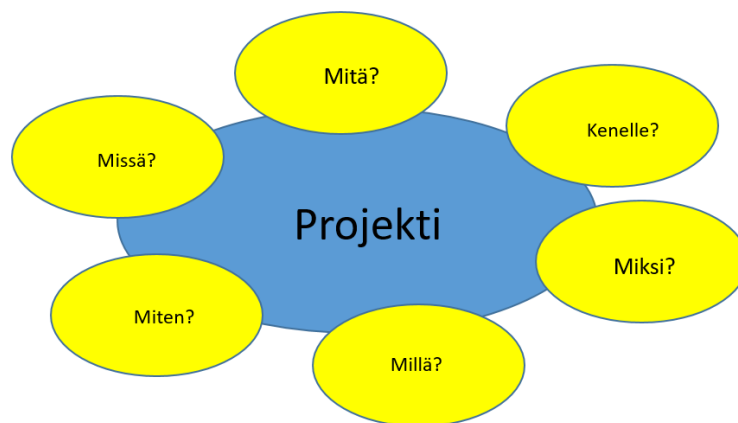 Mitä?
Kenelle?
Missä?
Projekti
Miksi?
Miten?
Millä?